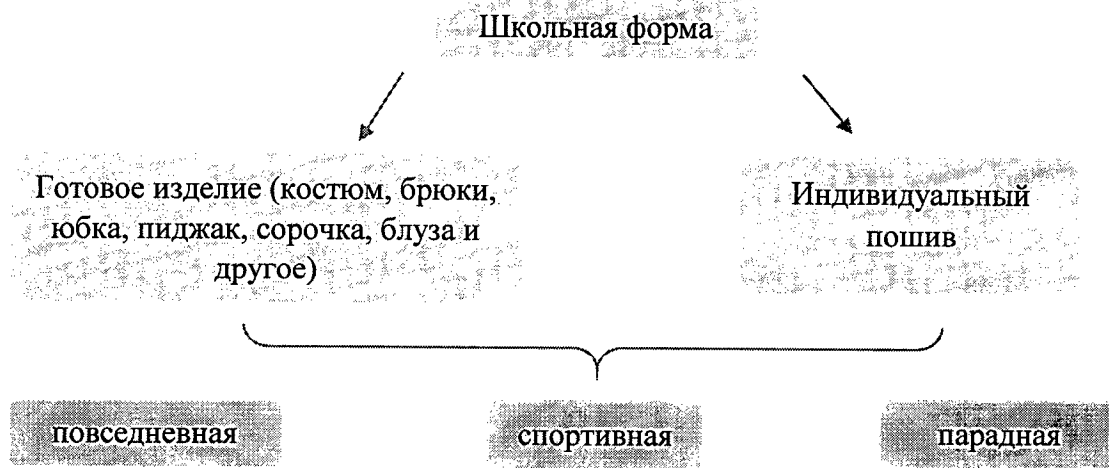 Школьная форма
Готовое изделие (костюм, брюки,
юбка, пиджак, сорочка, блуза и
другое)
Индивидуальный
пошив
повседневная
спортивная
парадная